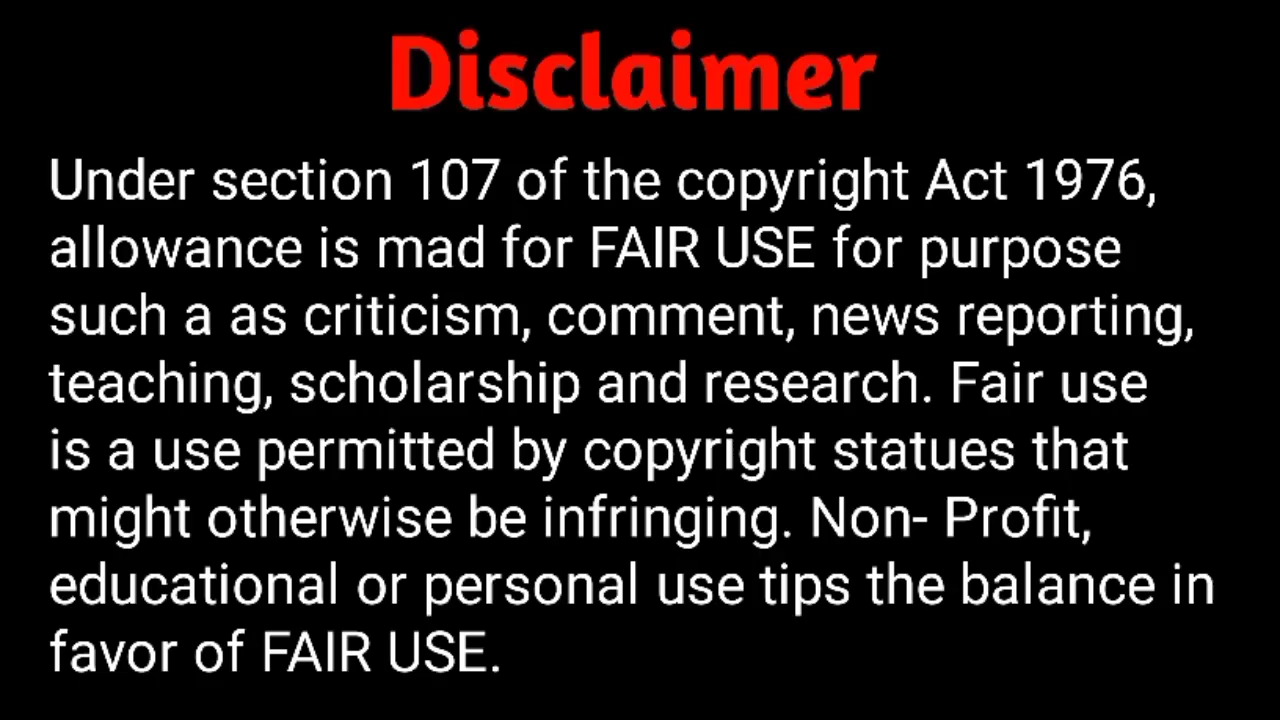 Disclaimer
Under section 107 of the copyright Act 1976,
allowance is mad for FAIR USE for purpose
such a as criticism, comment, news reporting,
teaching, scholarship and research. Fair use
is a use permitted by copyright statues that
might otherwise be infringing. Non- Profit,
educational or personal use tips the balance in
favor of FAIR USE.